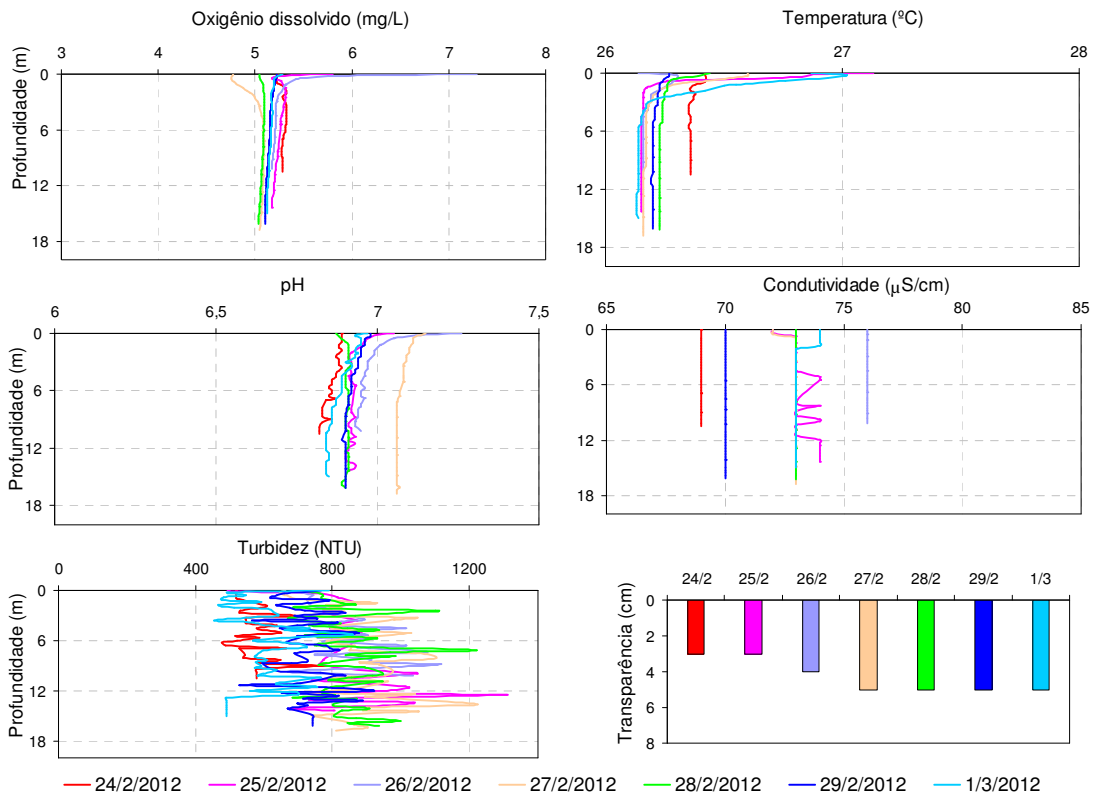 Oxigênio dissolvido (mg/L)
3 4 5 6 7 8
Profundidade (m)
0
6
12
18
Temperatura (ºC)
26 27 28
0
6
12
18
pH
6 6,5 7 7,5
Profundidade (m)
0
6
12
18
Condutividade (µS/cm)
65 70 75 80 85
0
6
12
18
Turbidez (NTU)
0 400 800 1200
Profundidade (m)
0
6
12
18
24/2 25/2 26/2 27/2 28/2 29/2 1/3
Transparência (cm)
0
2
4
6
8
24/2/2012 25/2/2012 26/2/2012 27/2/2012 28/2/2012 29/2/2012 1/3/2012